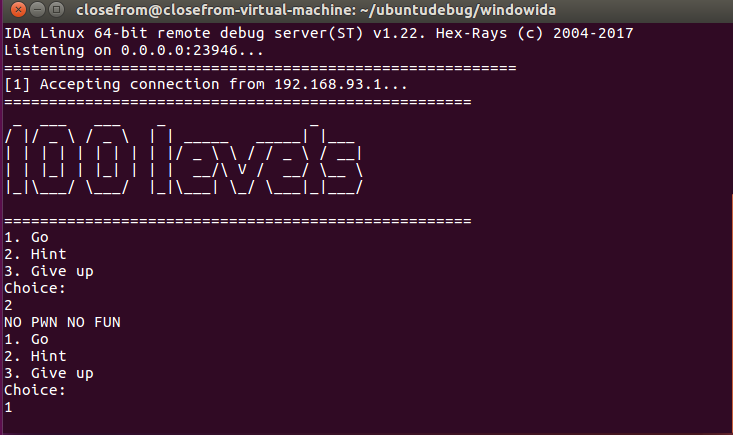 closefrom@closefrom-virtual-machine: ~/ubuntudebug/windowida
IDA Linux 64-bit remote debug server(ST) v1.22. Hex-Rays (c) 2004-2017
Listening on 0.0.0.0:23946...
=========================================================
[1] Accepting connection from 192.168.93.1...
====================================================
100 levels
====================================================
1. Go
2. Hint
3. Give up
Choice:
2
NO PWN NO FUN
1. Go
2. Hint
3. Give up
Choice:
1